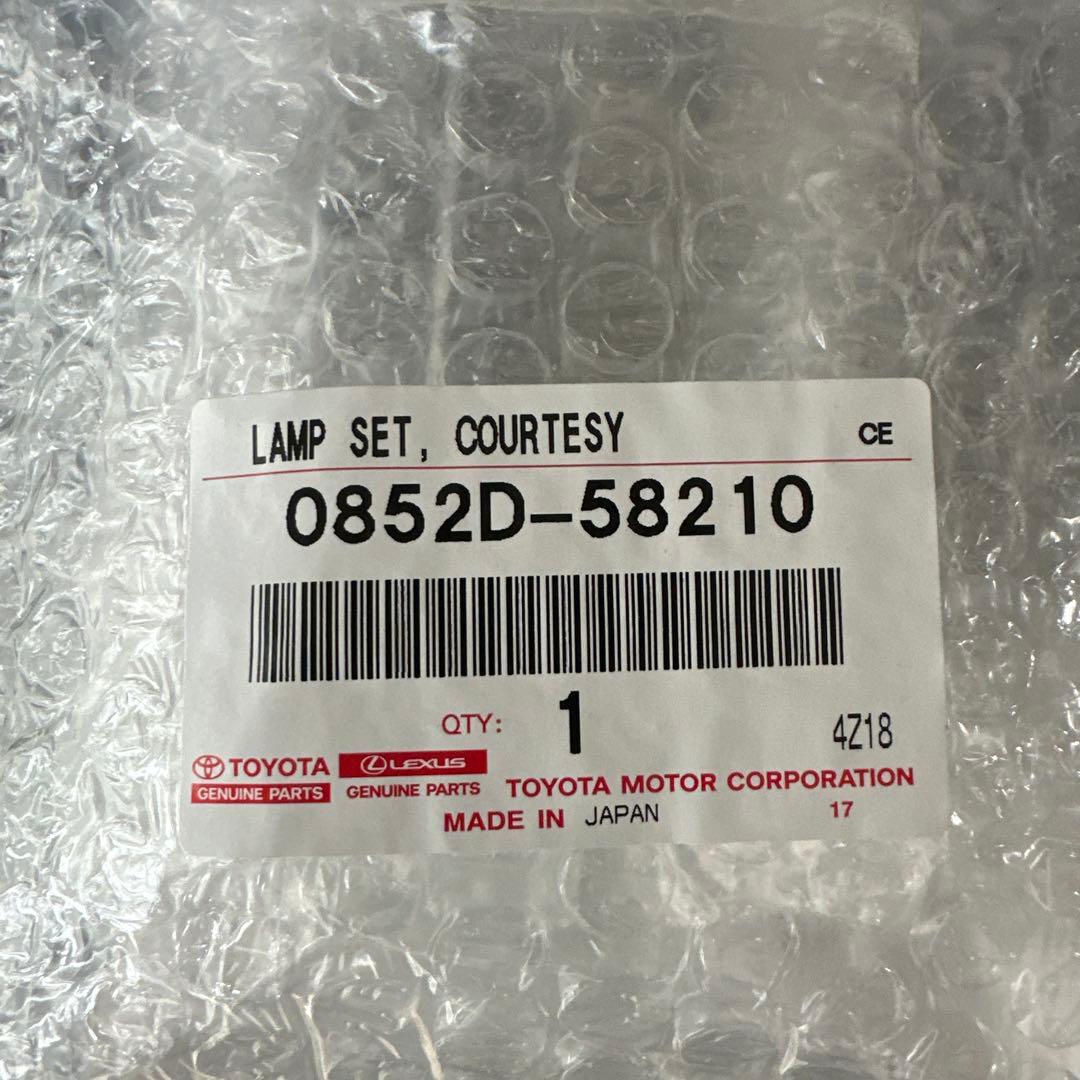 LAMP SET, COURTESY CE
0852D-58210
QTY: 1 4Z18
TOYOTA LEXUS
GENUINE PARTS GENUINE PARTS TOYOTA MOTOR CORPORATION
MADE IN JAPAN 17